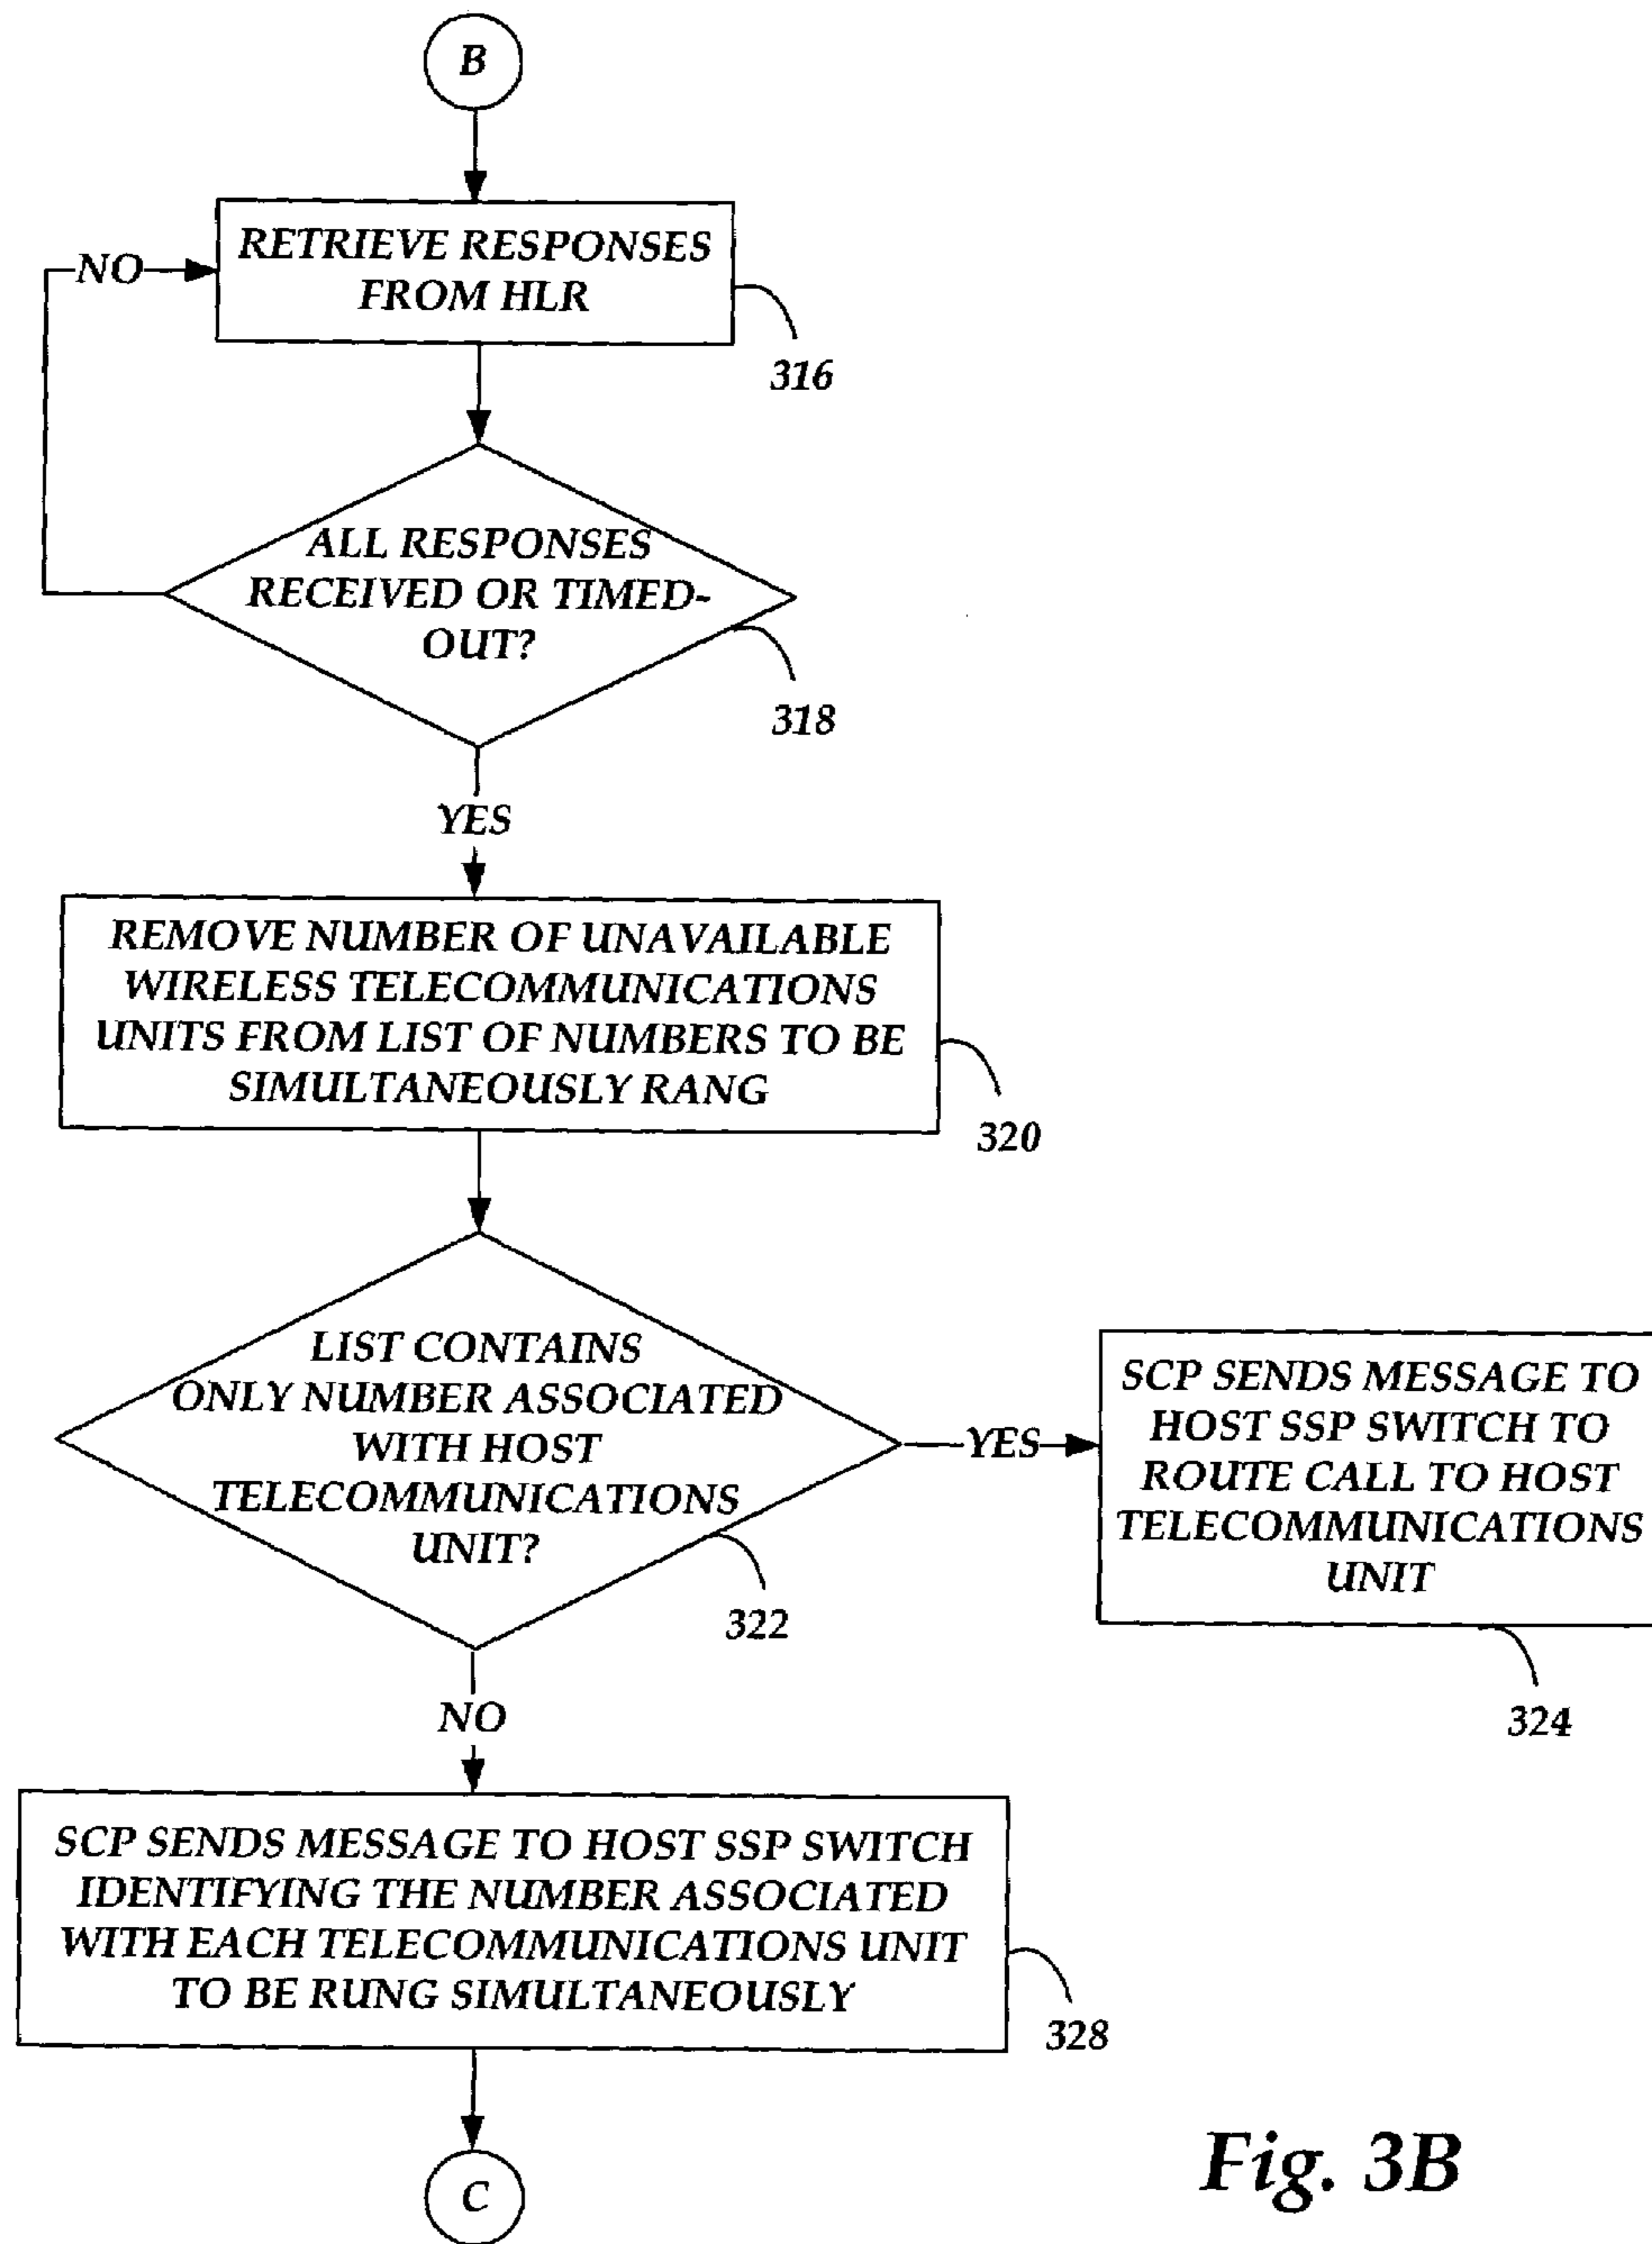 B
RETRIEVE RESPONSES
FROM HLR
NO
316
ALL RESPONSES
RECEIVED OR TIMED-
OUT?
318
YES
REMOVE NUMBER OF UNAVAILABLE
WIRELESS TELECOMMUNICATIONS
UNITS FROM LIST OF NUMBERS TO BE
SIMULTANEOUSLY RANG
320
LIST CONTAINS
ONLY NUMBER ASSOCIATED
WITH HOST
TELECOMMUNICATIONS
UNIT?
322
YES
SCP SENDS MESSAGE TO
HOST SSP SWITCH TO
ROUTE CALL TO HOST
TELECOMMUNICATIONS
UNIT
324
NO
SCP SENDS MESSAGE TO HOST SSP SWITCH
IDENTIFYING THE NUMBER ASSOCIATED
WITH EACH TELECOMMUNICATIONS UNIT
TO BE RUNG SIMULTANEOUSLY
328
C
Fig. 3B